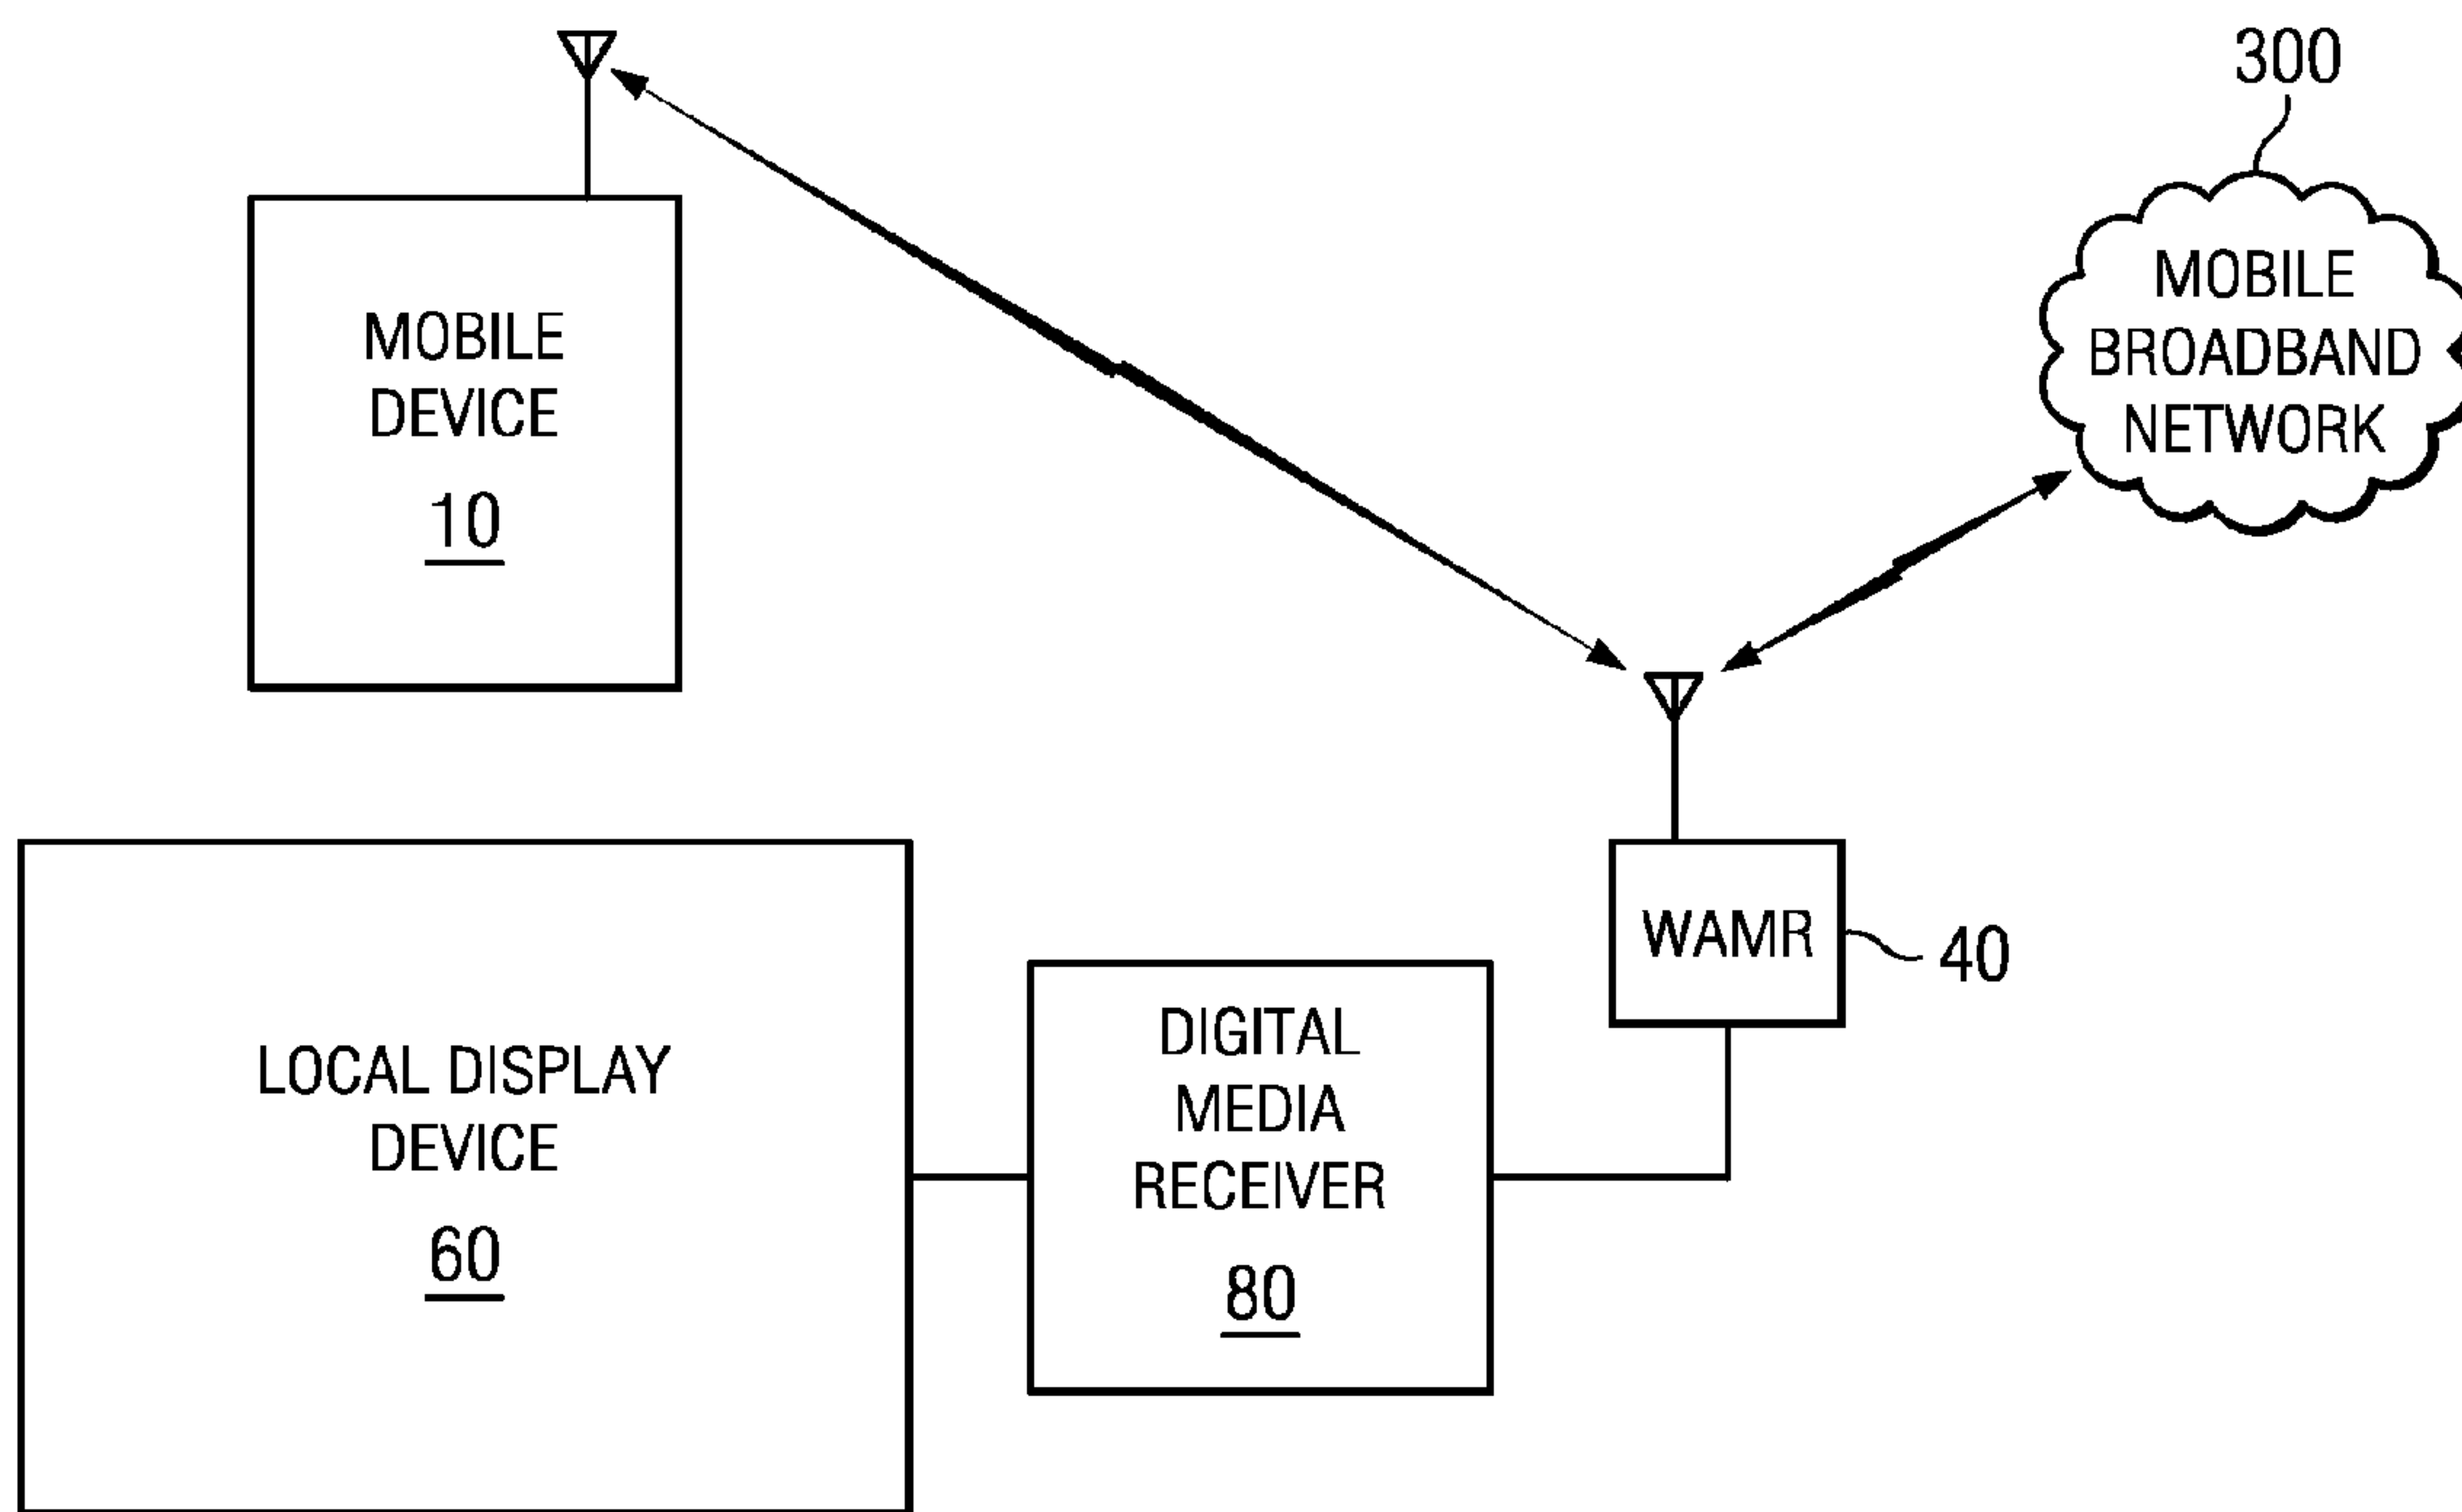 300
MOBILE
BROADBAND
NETWORK
MOBILE
DEVICE
10
WAMR
40
LOCAL DISPLAY
DEVICE
60
DIGITAL
MEDIA
RECEIVER
80